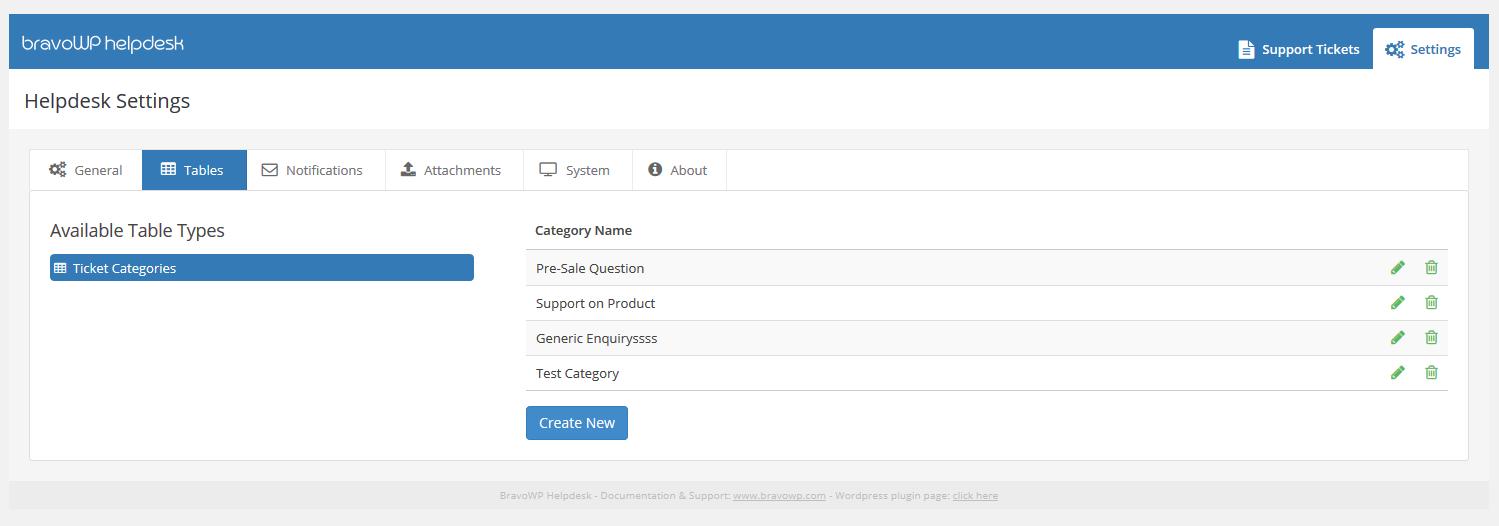 bravoWP helpdesk
Support Tickets
Settings
Helpdesk Settings
General
Tables
Notifications
Attachments
System
About
Available Table Types
Ticket Categories
Category Name
Pre-Sale Question
Support on Product
Generic Enquiryssss
Test Category
Create New
BravoWP Helpdesk - Documentation & Support: www.bravowp.com - Wordpress plugin page: click here